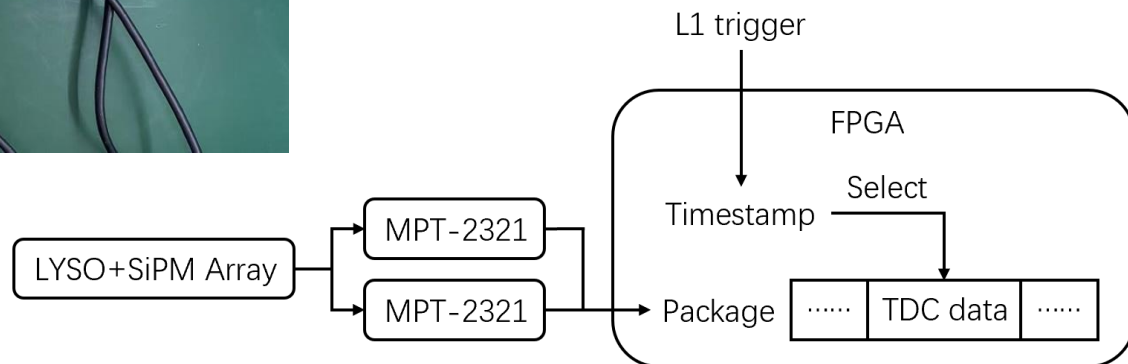 L1 trigger
FPGA
Select
Timestamp
MPT-2321
LYSO+SiPM Array
MPT-2321
Package
...... TDC data ......